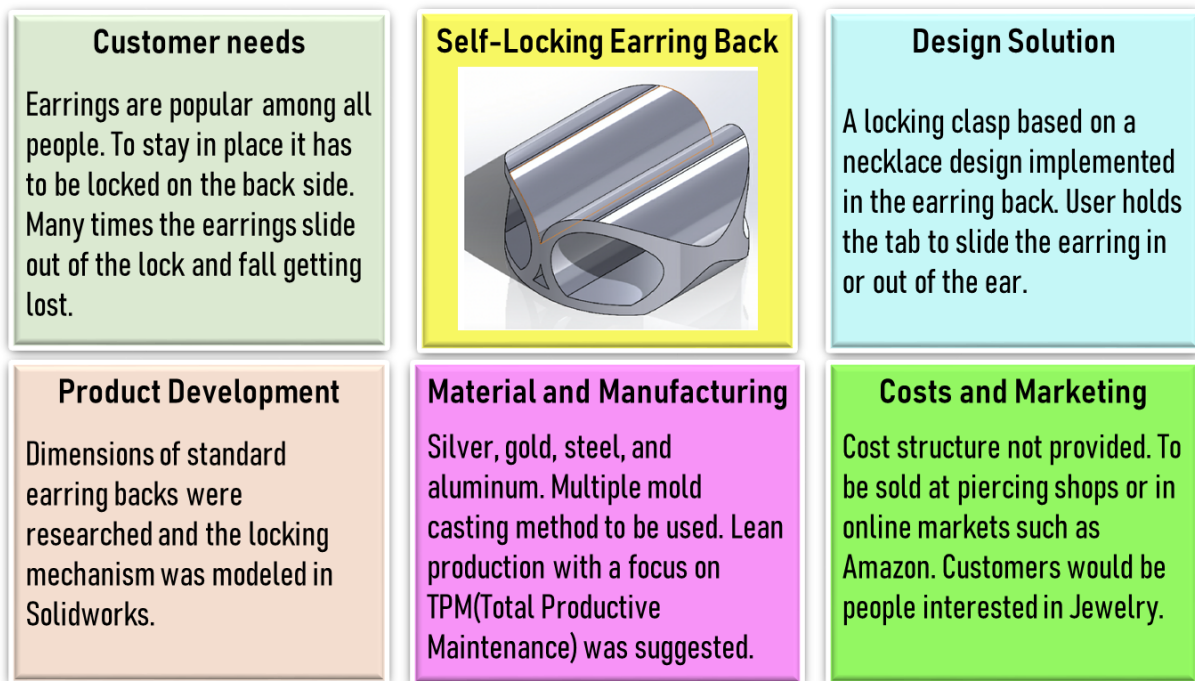 Customer needs
Earrings are popular among all
people. To stay in place it has
to be locked on the back side.
Many times the earrings slide
out of the lock and fall getting
lost.
Self-Locking Earring Back
Design Solution
A locking clasp based on a
necklace design implemented
in the earring back. User holds
the tab to slide the earring in
or out of the ear.
Product Development
Dimensions of standard
earring backs were
researched and the locking
mechanism was modeled in
Solidworks.
Material and Manufacturing
Silver, gold, steel, and
aluminum. Multiple mold
casting method to be used. Lean
production with a focus on
TPM(Total Productive
Maintenance) was suggested.
Costs and Marketing
Cost structure not provided. To
be sold at piercing shops or in
online markets such as
Amazon. Customers would be
people interested in Jewelry.